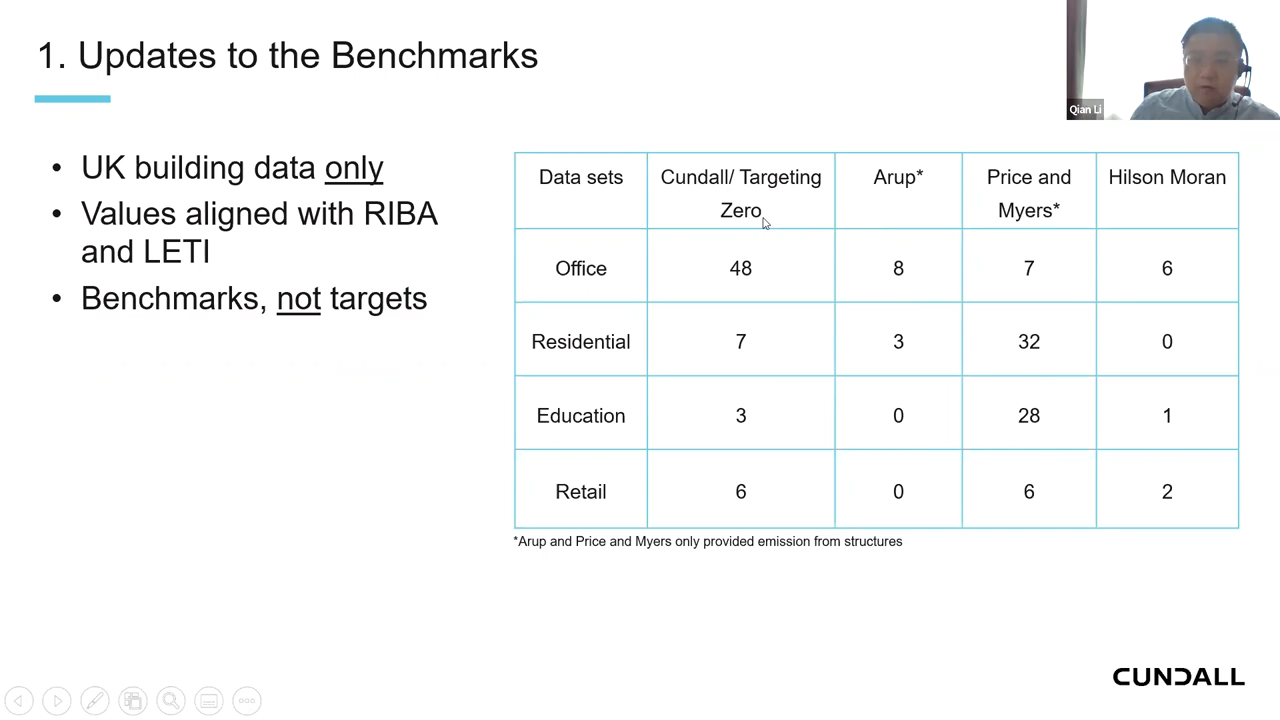 1. Updates to the Benchmarks
Qian Li
• UK building data only
• Values aligned with RIBA
and LETI
• Benchmarks, not targets
Data sets Cundall/ Targeting Zero Arup* Price and Myers* Hilson Moran
Office 48 8 7 6
Residential 7 3 32 0
Education 3 0 28 1
Retail 6 0 6 2
*Arup and Price and Myers only provided emission from structures
CUNDALL